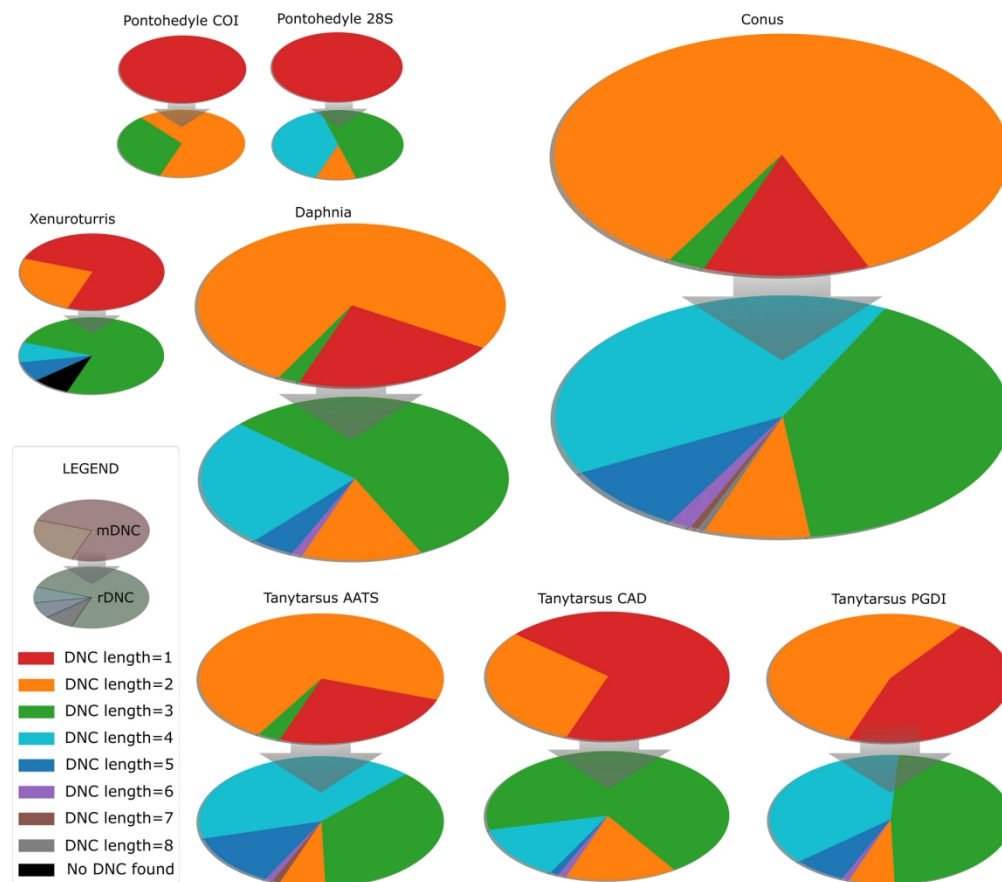 Pontohedyle COI
Pontohedyle 28S
Conus
Xenuroturris
Daphnia
LEGEND
mDNC
rDNC
DNC length=1
DNC length=2
DNC length=3
DNC length=4
DNC length=5
DNC length=6
DNC length=7
DNC length=8
No DNC found
Tanytarsus AATS
Tanytarsus CAD
Tanytarsus PGDI